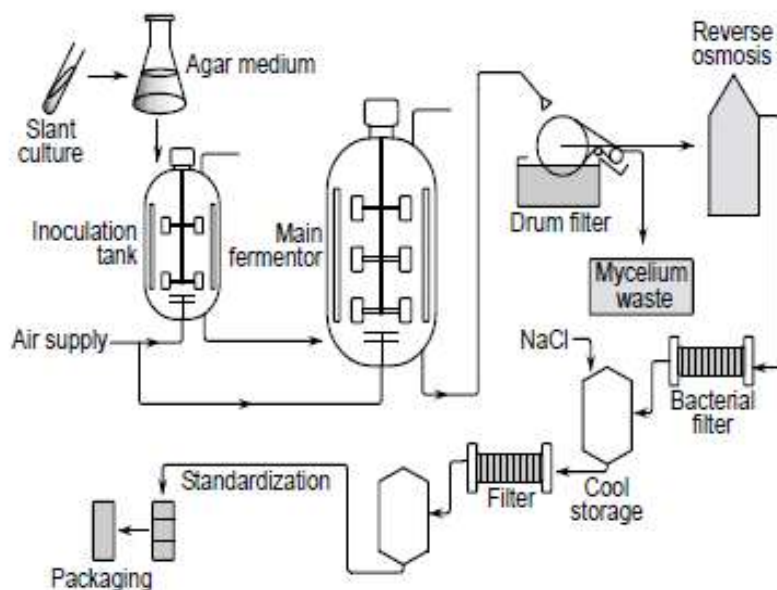 Reverse
osmosis
Agar medium
Slant
culture
Inoculation
tank
Main
fermentor
Drum filter
Mycelium
waste
Air supply
NaCl
Bacterial
filter
Cool
storage
Filter
Standardization
Packaging